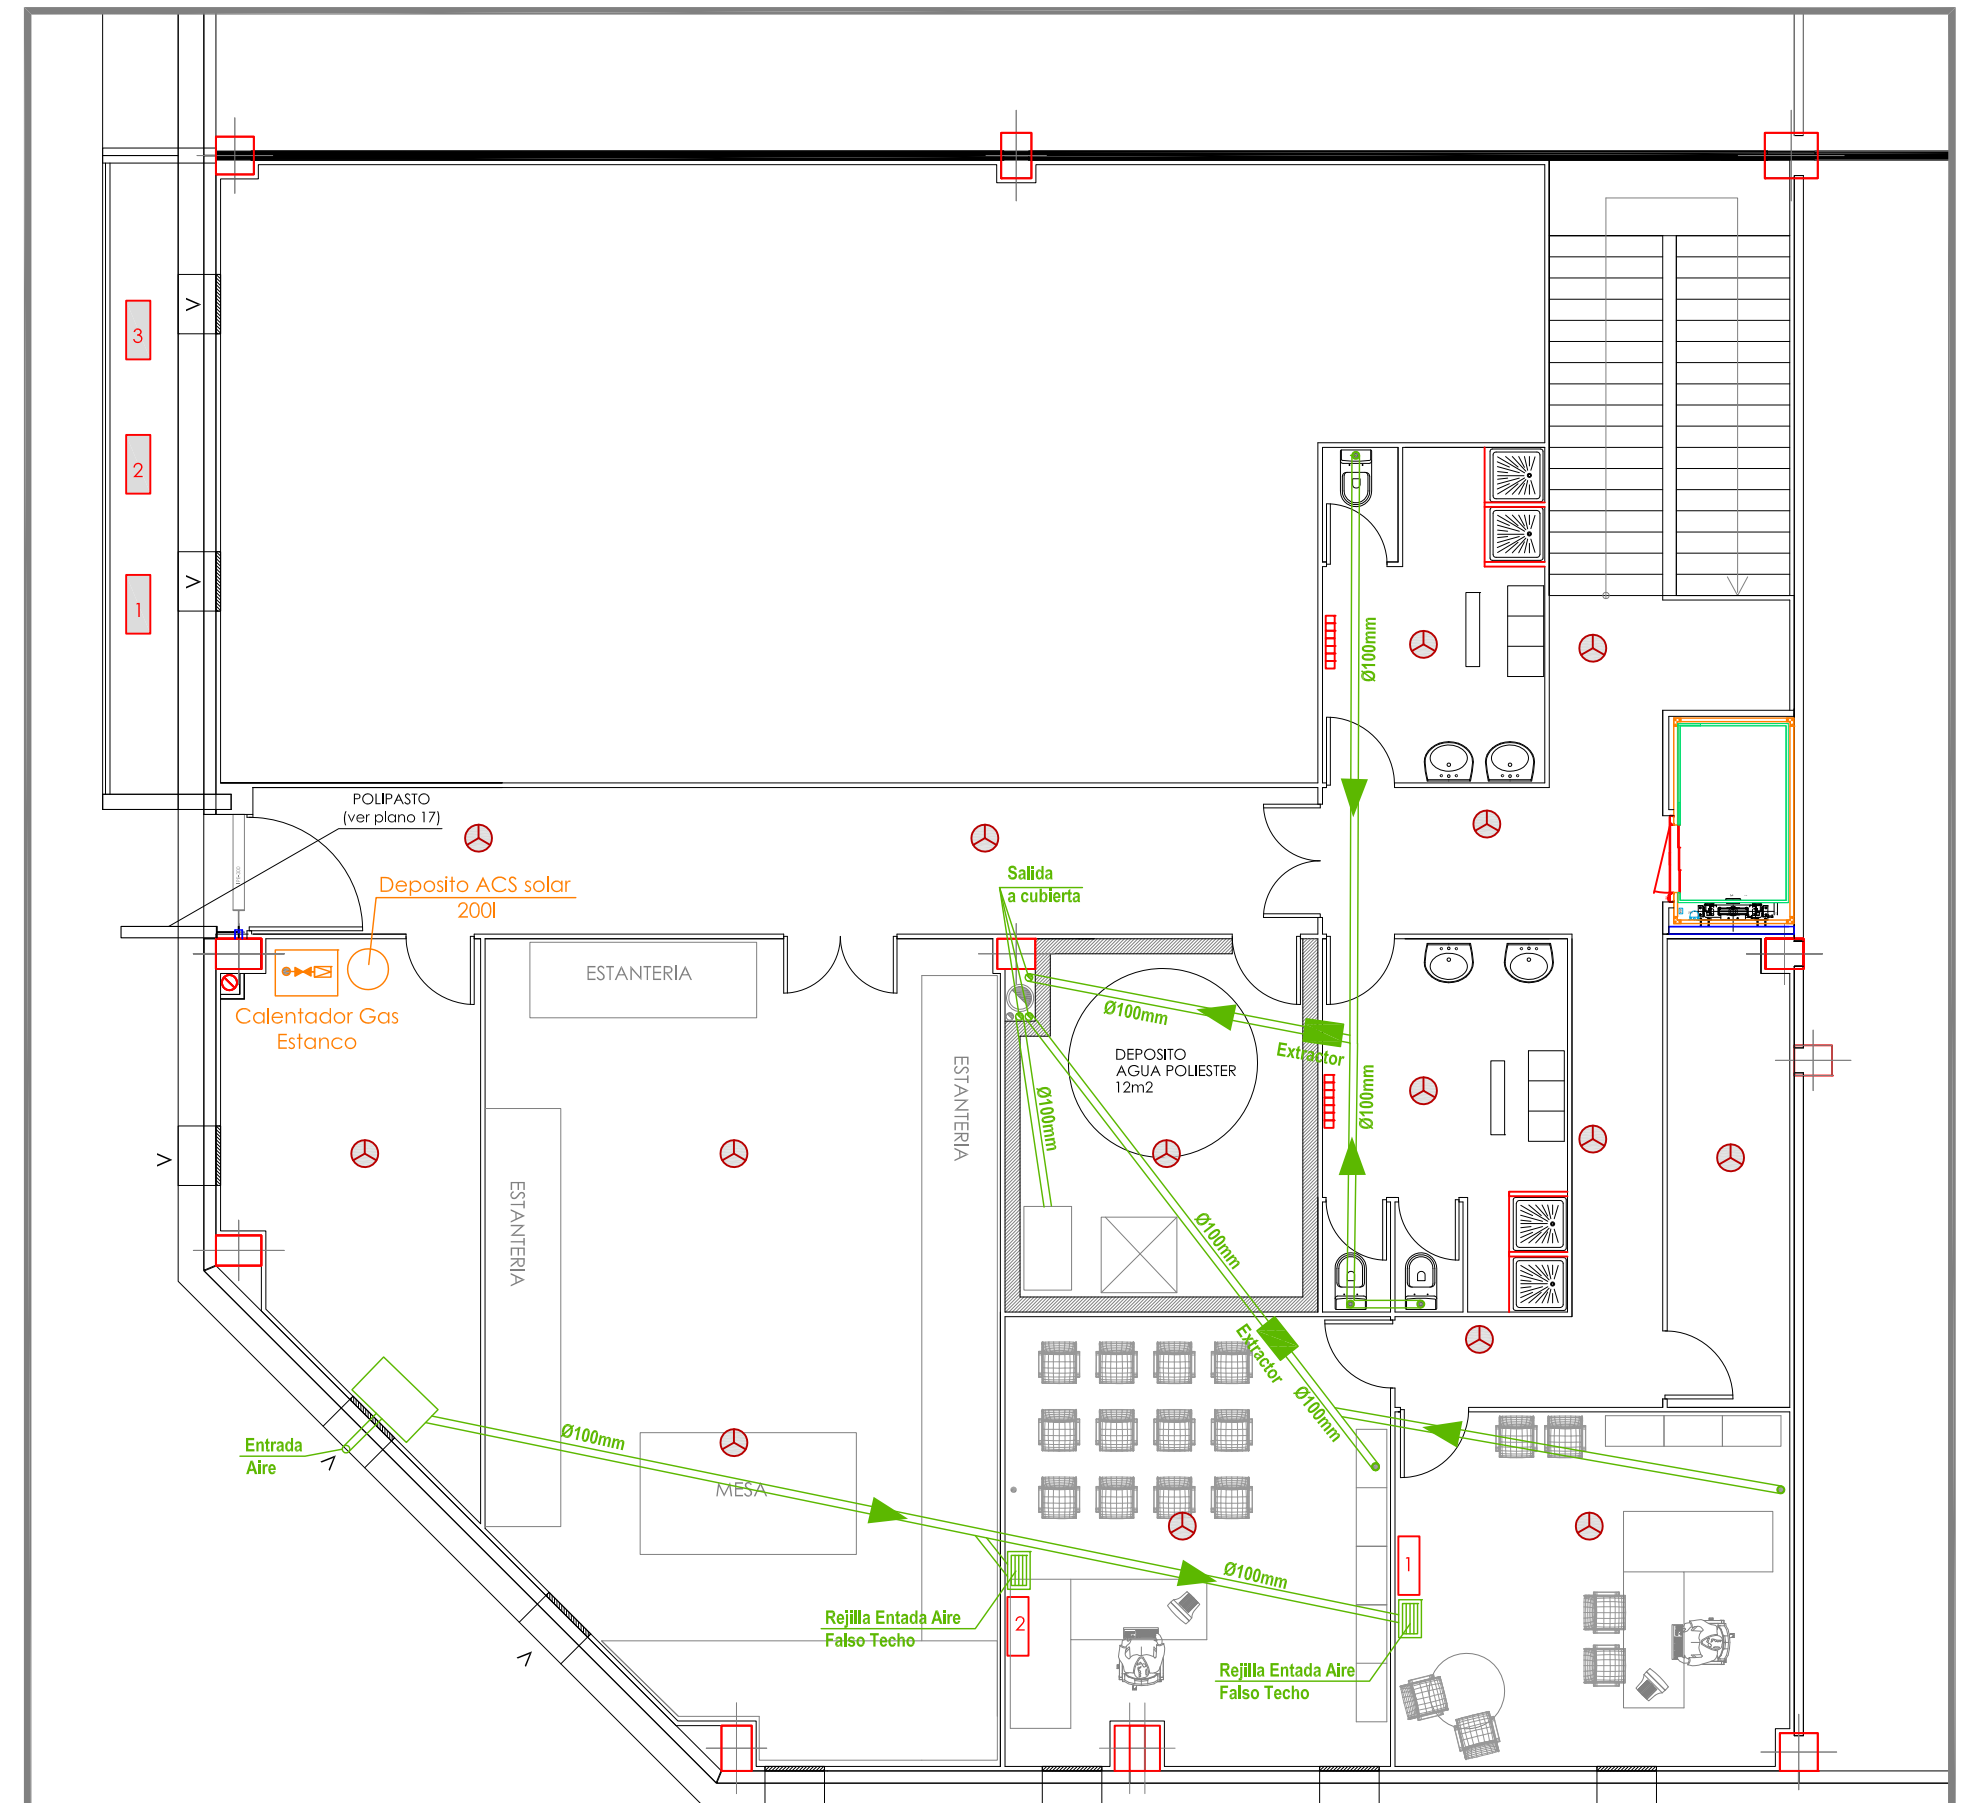 3
2
1
POLIPASTO
(ver plano 17)
Deposito ACS solar
200l
Calentador Gas
Estanco
Salida
a cubierta
Ø100mm
Ø100mm
Extractor
Ø100mm
DEPOSITO
AGUA POLIESTER
12m2
Ø100mm
ESTANTERIA
ESTANTERIA
ESTANTERIA
Ø100mm
Extractor
Ø100mm
Entrada
Aire
Ø100mm
MESA
Ø100mm
Rejilla Entada Aire
Falso Techo
2
1
Rejilla Entada Aire
Falso Techo